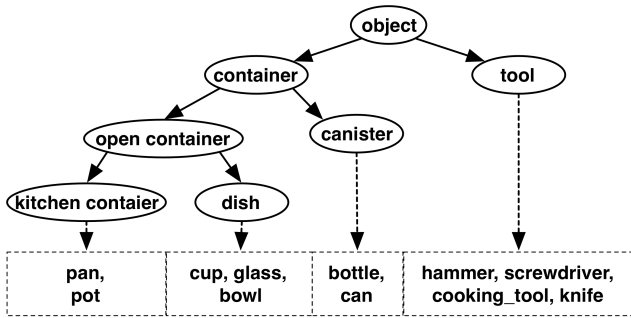 object
container
tool
open container
canister
kitchen contaier
dish
pan,
pot
cup, glass,
bowl
bottle,
can
hammer, screwdriver,
cooking_tool, knife